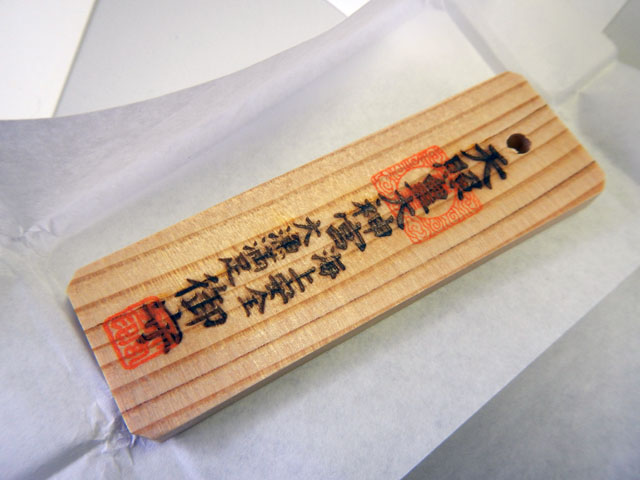 天照皇大神宮
海上安全
大漁満足
御守